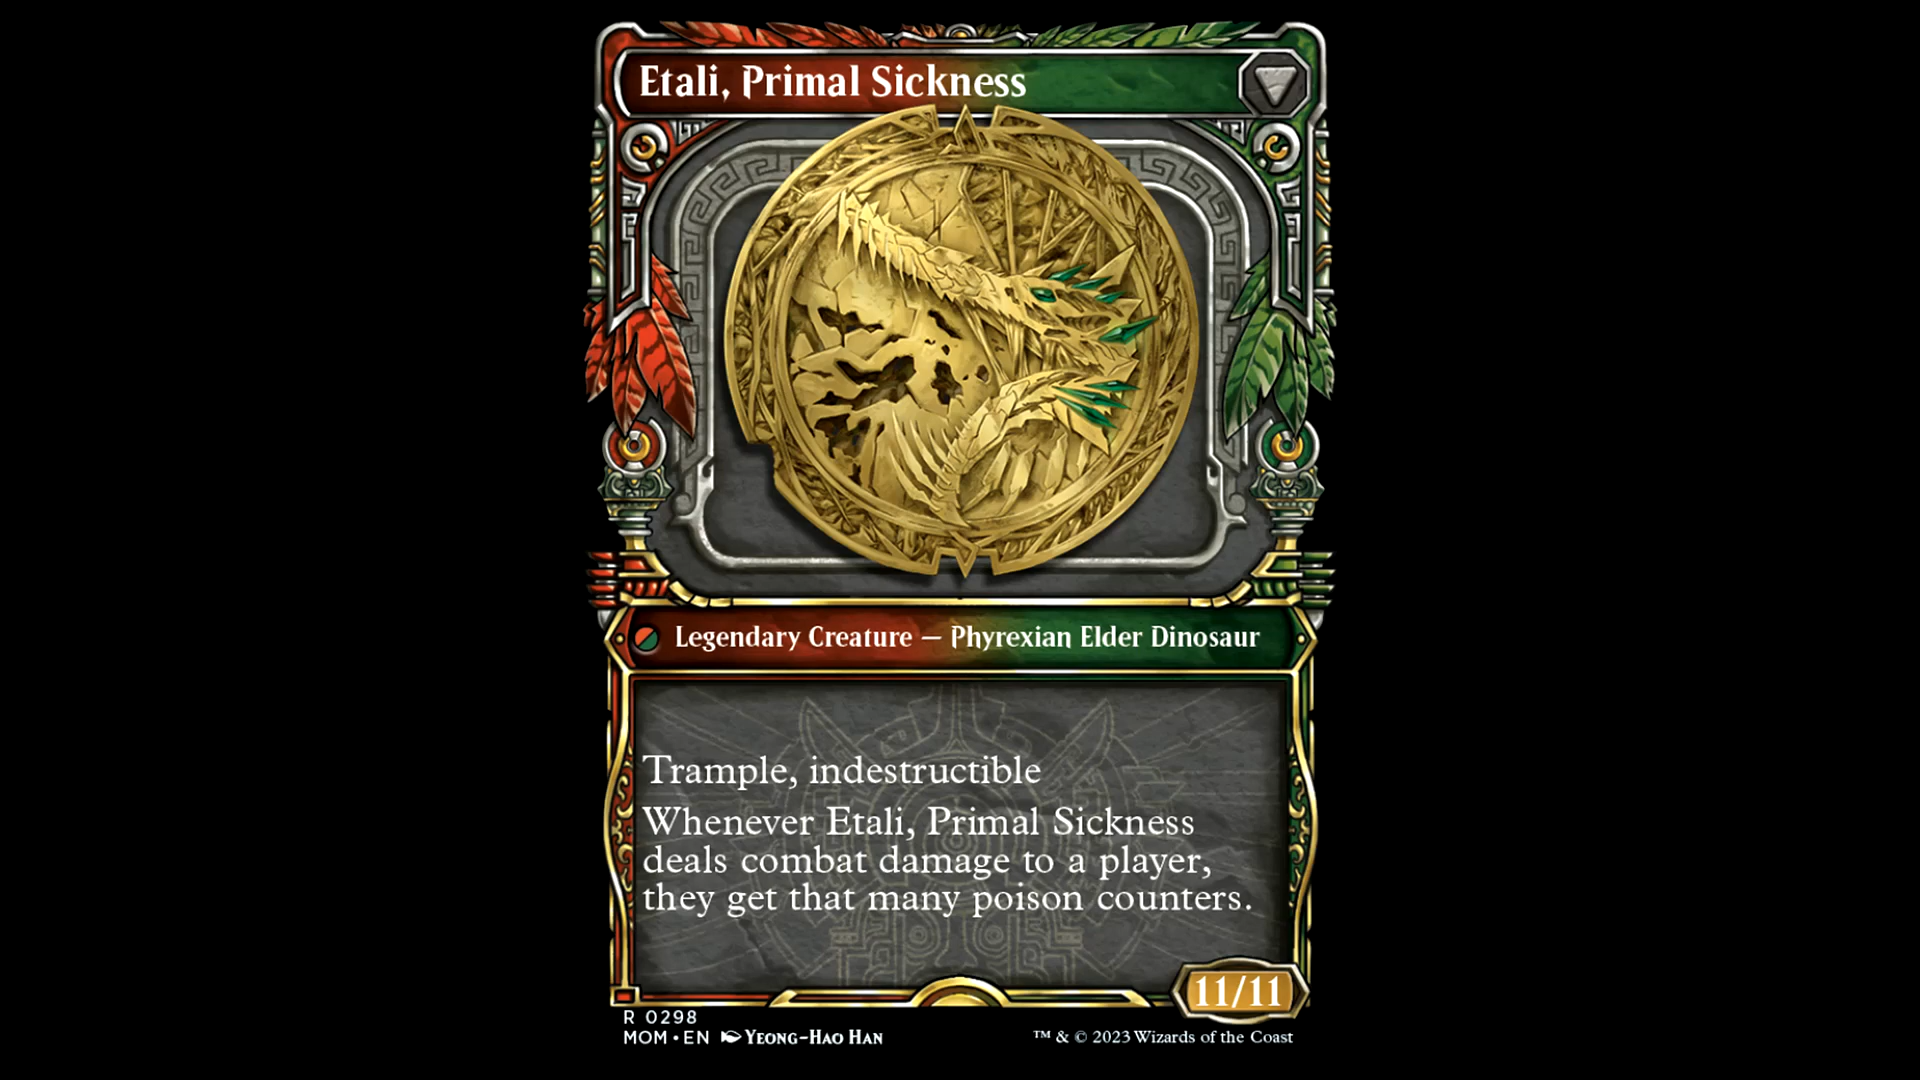 Etali, Primal Sickness
Legendary Creature — Phyrexian Elder Dinosaur
Trample, indestructible
Whenever Etali, Primal Sickness
deals combat damage to a player,
they get that many poison counters.
11/11
R 0298
MOM • EN Yeong-Hao Han
™ & © 2023 Wizards of the Coast